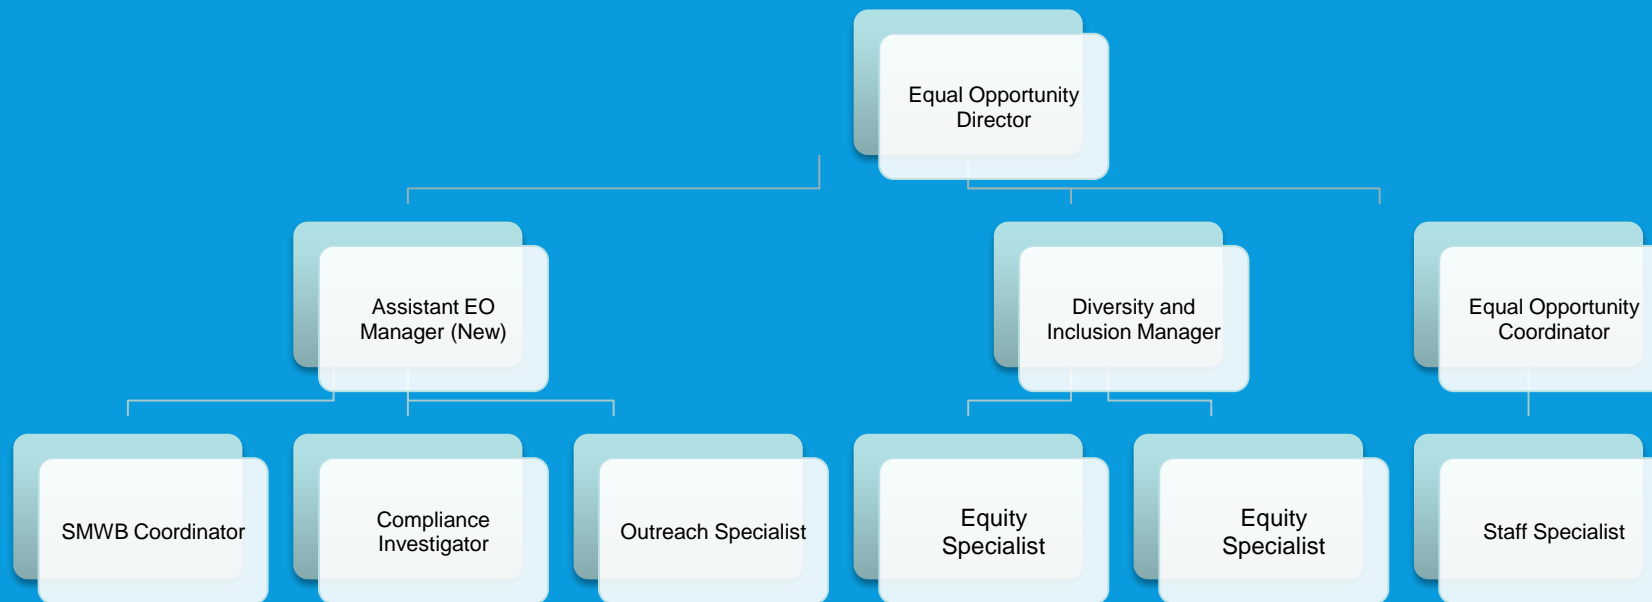 Equal Opportunity
Director
Assistant EO
Manager (New)
Diversity and
Inclusion Manager
Equal Opportunity
Coordinator
SMWB Coordinator
Compliance
Investigator
Outreach Specialist
Equity
Specialist
Equity
Specialist
Staff Specialist